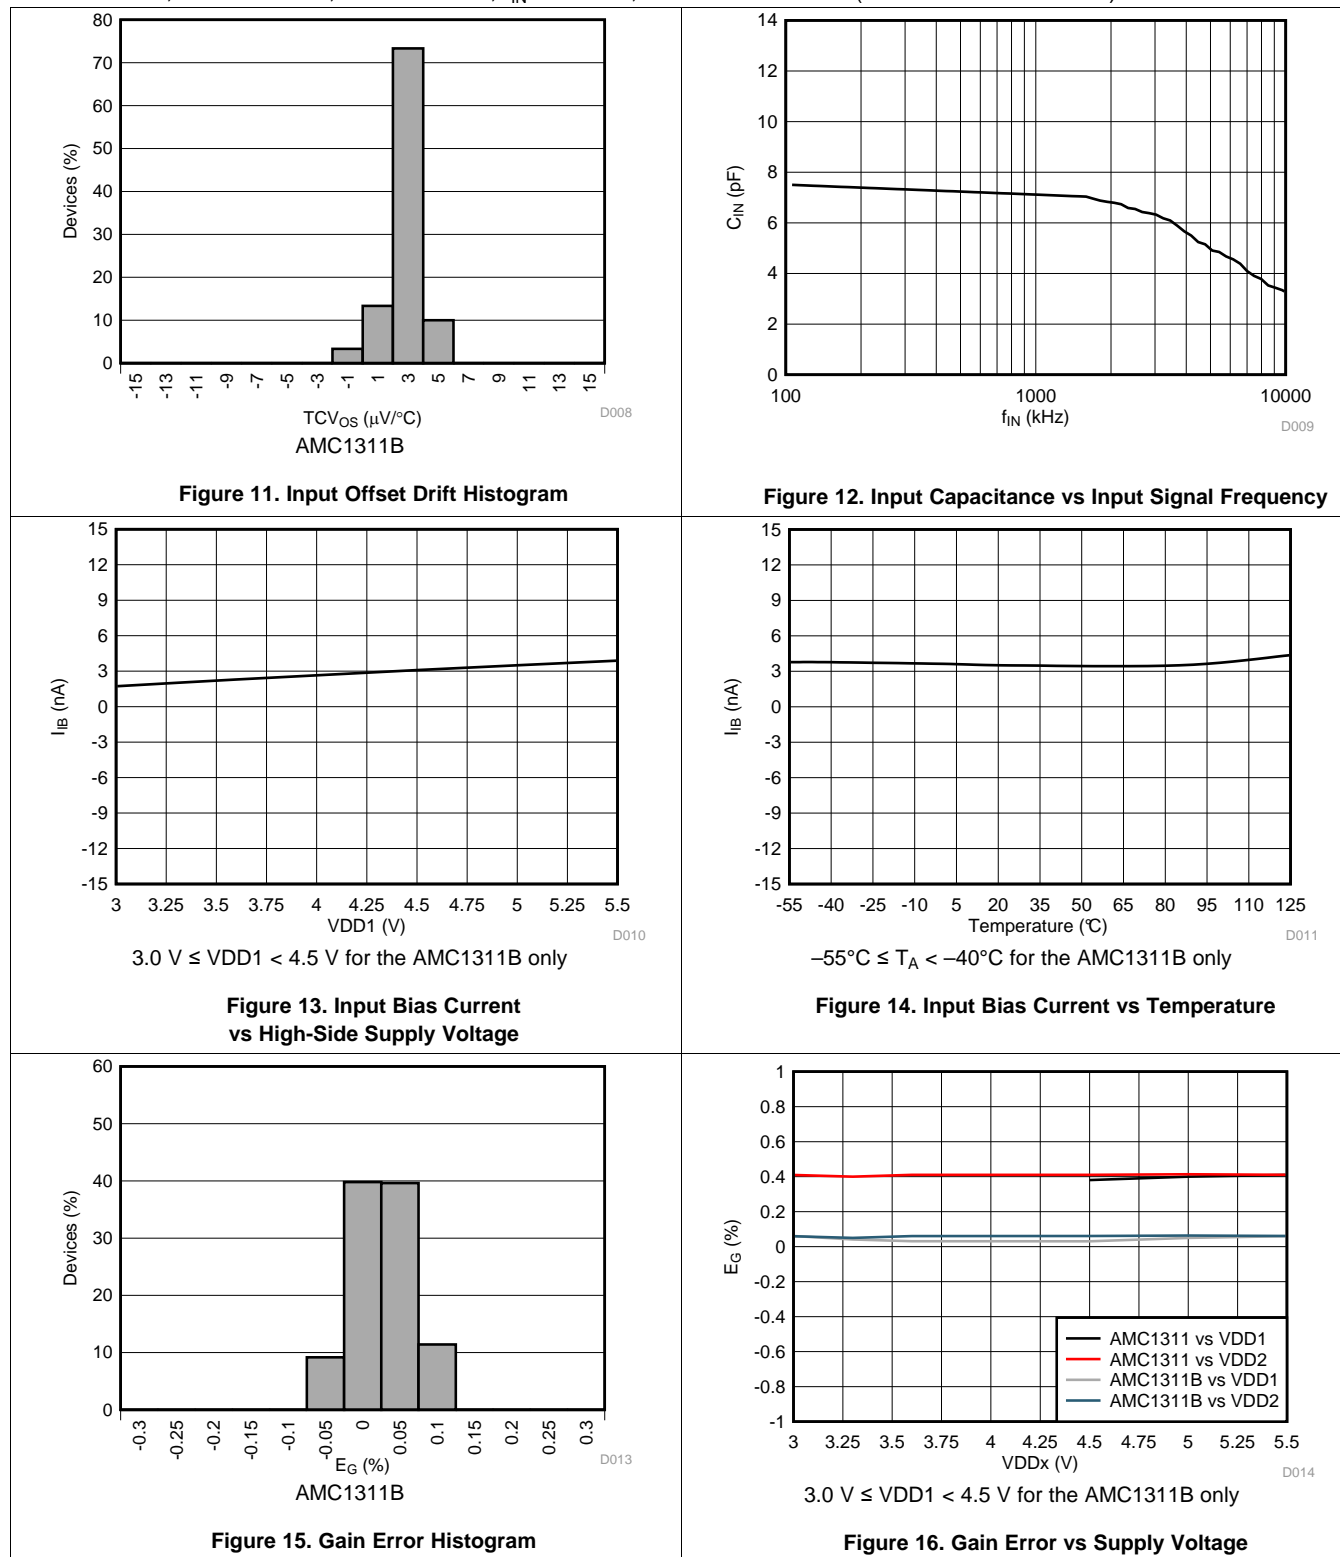 80
70
60
50
40
30
20
10
0
Devices (%)
-15 -13 -11 -9 -7 -5 -3 -1 1 3 5 7 9 11 13 15
TCVOS (µV/°C)
D008
AMC1311B
Figure 11. Input Offset Drift Histogram
14
12
10
8
6
4
2
0
CIN (pF)
100 1000 10000
fIN (kHz)
D009
Figure 12. Input Capacitance vs Input Signal Frequency
15
12
9
6
3
0
-3
-6
-9
-12
-15
IIB (nA)
3 3.25 3.5 3.75 4 4.25 4.5 4.75 5 5.25 5.5
VDD1 (V)
D010
3.0 V ≤ VDD1 < 4.5 V for the AMC1311B only
Figure 13. Input Bias Current
vs High-Side Supply Voltage
15
12
9
6
3
0
-3
-6
-9
-12
-15
IIB (nA)
-55 -40 -25 -10 5 20 35 50 65 80 95 110 125
Temperature (°C)
D011
–55°C ≤ TA < –40°C for the AMC1311B only
Figure 14. Input Bias Current vs Temperature
60
50
40
30
20
10
0
Devices (%)
-0.3 -0.25 -0.2 -0.15 -0.1 -0.05 0 0.05 0.1 0.15 0.2 0.25 0.3
EG (%)
D013
AMC1311B
Figure 15. Gain Error Histogram
1
0.8
0.6
0.4
0.2
0
-0.2
-0.4
-0.6
-0.8
-1
EG (%)
AMC1311 vs VDD1
AMC1311 vs VDD2
AMC1311B vs VDD1
AMC1311B vs VDD2
3 3.25 3.5 3.75 4 4.25 4.5 4.75 5 5.25 5.5
VDDx (V)
D014
3.0 V ≤ VDD1 < 4.5 V for the AMC1311B only
Figure 16. Gain Error vs Supply Voltage